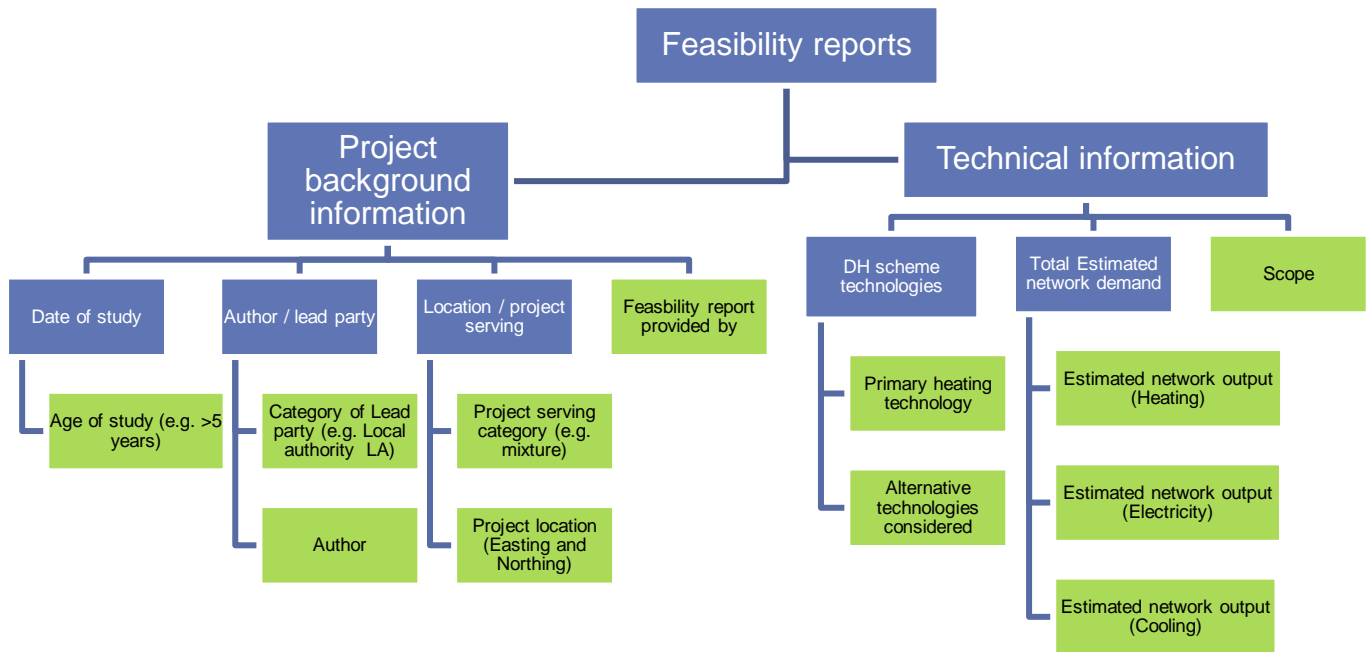 Feasibility reports
Project
background
information
Technical information
Date of study
Author / lead party
Location / project
serving
Feasbility report
provided by
DH scheme
technologies
Total Estimated
network demand
Scope
Age of study (e.g. >5
years)
Category of Lead
party (e.g. Local
authority LA)
Author
Project serving
category (e.g.
mixture)
Project location
(Easting and
Northing)
Primary heating
technology
Alternative
technologies
considered
Estimated network output
(Heating)
Estimated network output
(Electricity)
Estimated network output
(Cooling)